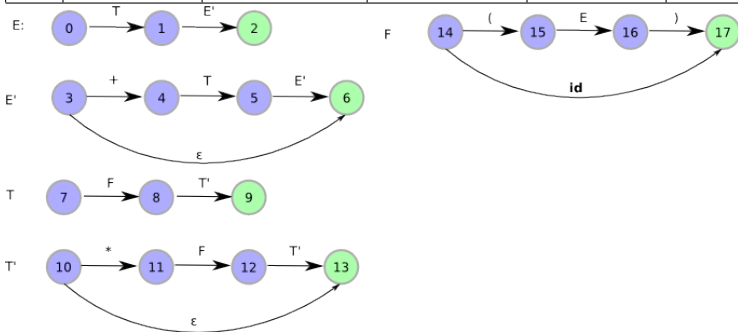 E: 0 T 1 E' 2
E' 3 + 4 T 5 E' 6
ε
T 7 F 8 T' 9
T' 10 * 11 F 12 T' 13
ε
F 14 ( 15 E 16 ) 17
id